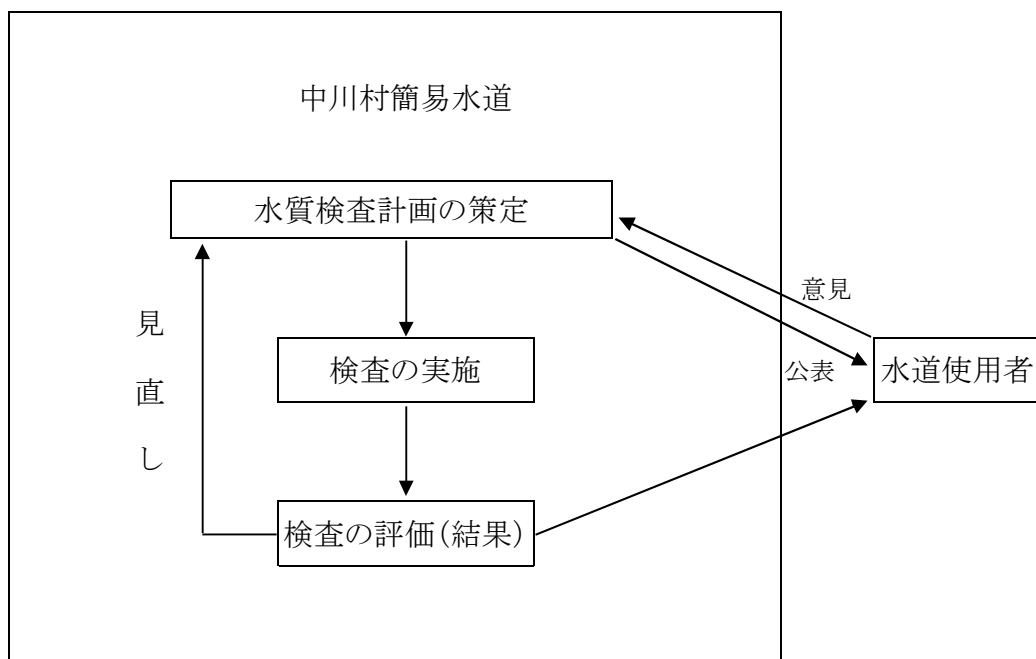 中川村簡易水道
水質検査計画の策定
意見
見直し
検査の実施
公表
水道使用者
検査の評価(結果)